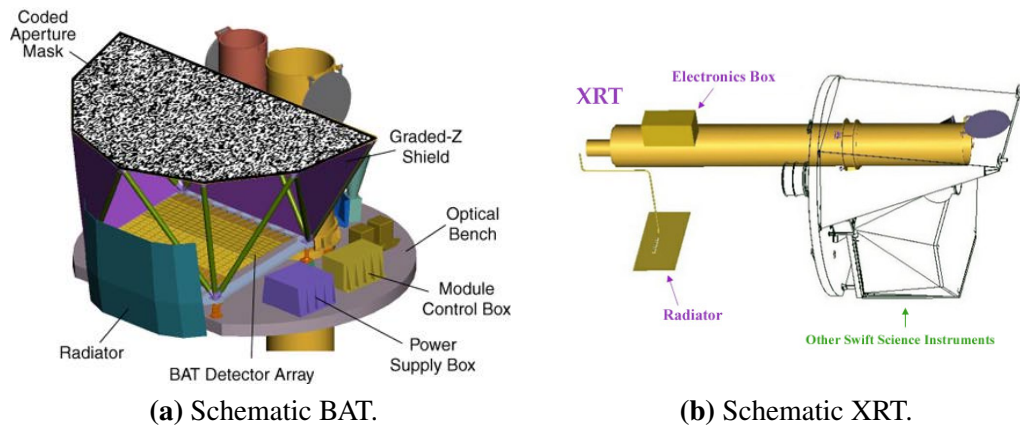 Coded
Aperture
Mask
Graded-Z
Shield
Optical
Bench
Module
Control Box
Power
Supply Box
BAT Detector Array
Radiator
(a) Schematic BAT.
XRT
Electronics Box
Radiator
Other Swift Science Instruments
(b) Schematic XRT.